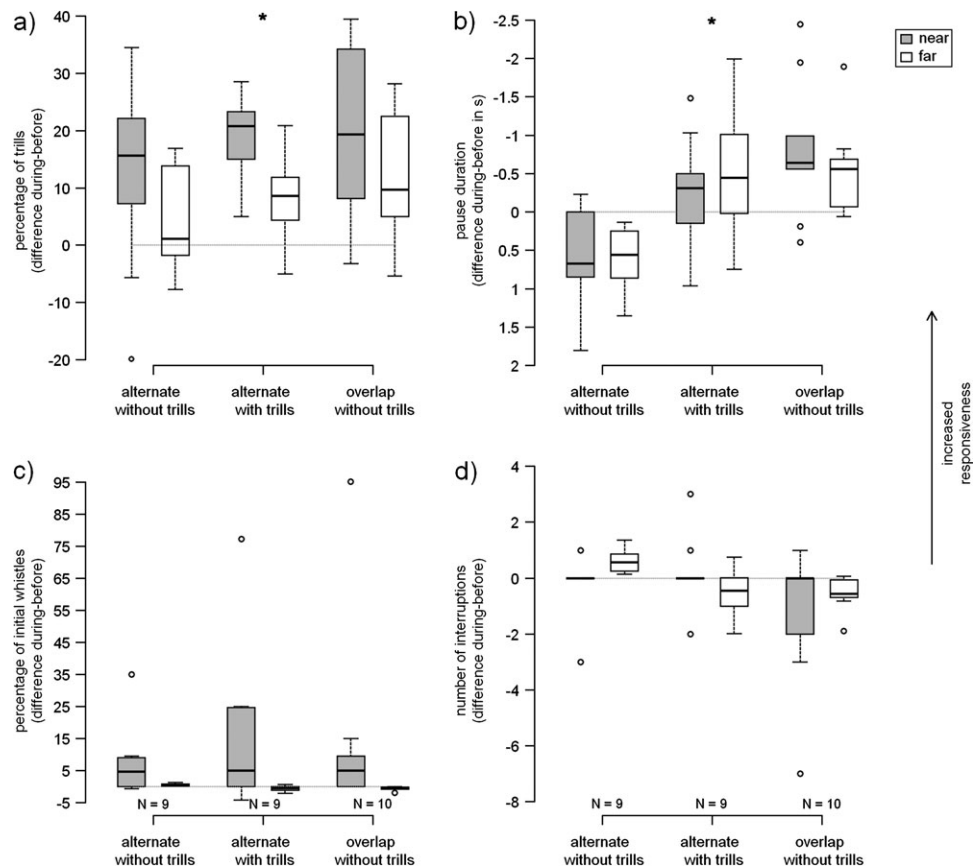 a)
*
percentage of trills
(difference during-before)
40
30
20
10
0
-10
-20
alternate
without trills
alternate
with trills
overlap
without trills
b)
*
pause duration
(difference during-before in s)
-2.5
-2
-1.5
-1
-0.5
0
0.5
1
1.5
2
alternate
without trills
alternate
with trills
overlap
without trills
near
far
increased
responsiveness
c)
percentage of initial whistles
(difference during-before)
95
85
75
65
55
45
35
25
15
5
-5
N = 9
N = 9
N = 10
alternate
without trills
alternate
with trills
overlap
without trills
d)
number of interruptions
(difference during-before)
4
2
0
-2
-4
-6
-8
N = 9
N = 9
N = 10
alternate
without trills
alternate
with trills
overlap
without trills